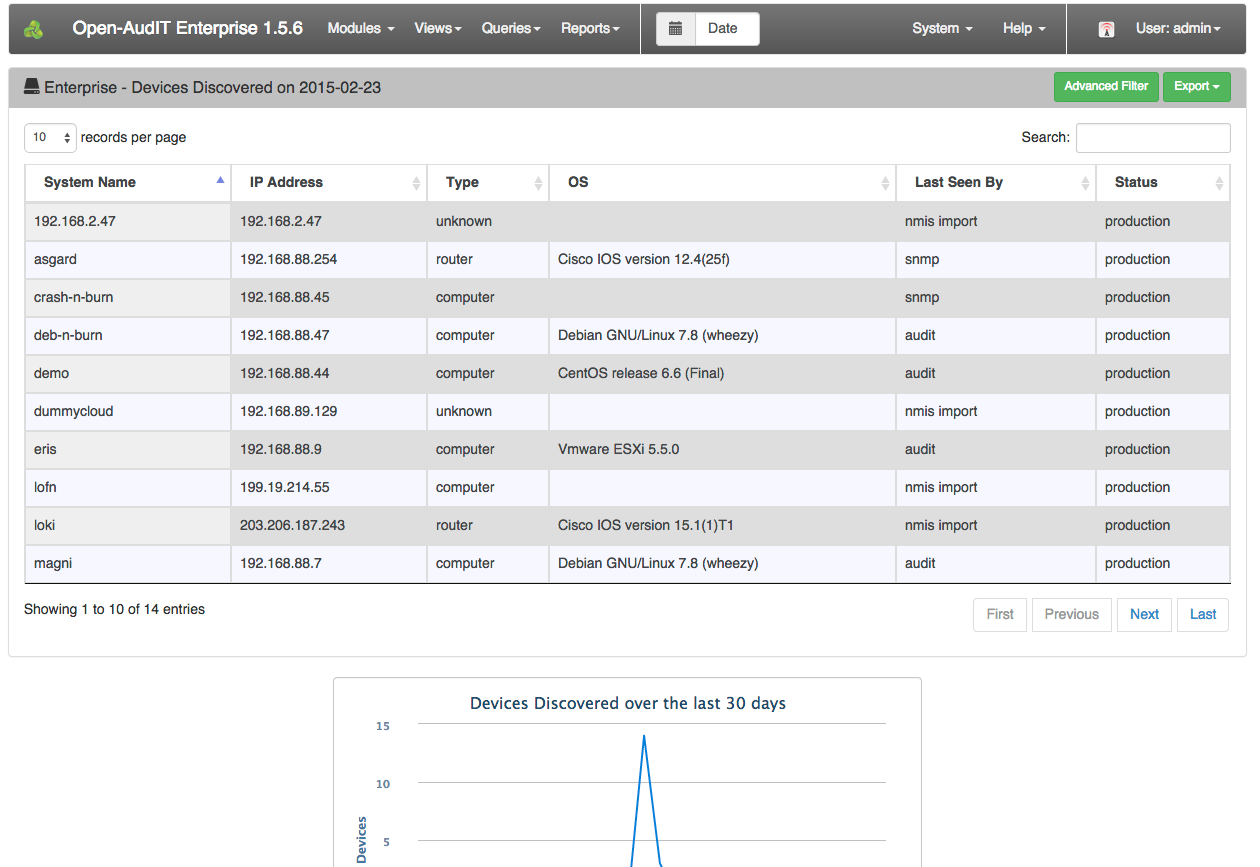 Open-AudIT Enterprise 1.5.6 Modules Views Queries Reports Date System Help User: admin
Enterprise - Devices Discovered on 2015-02-23 Advanced Filter Export
10 records per page Search:
System Name IP Address Type OS Last Seen By Status
192.168.2.47 192.168.2.47 unknown nmis import production
asgard 192.168.88.254 router Cisco IOS version 12.4(25f) snmp production
crash-n-burn 192.168.88.45 computer snmp production
deb-n-burn 192.168.88.47 computer Debian GNU/Linux 7.8 (wheezy) audit production
demo 192.168.88.44 computer CentOS release 6.6 (Final) audit production
dummycloud 192.168.89.129 unknown nmis import production
eris 192.168.88.9 computer Vmware ESXi 5.5.0 audit production
lofn 199.19.214.55 computer nmis import production
loki 203.206.187.243 router Cisco IOS version 15.1(1)T1 nmis import production
magni 192.168.88.7 computer Debian GNU/Linux 7.8 (wheezy) audit production
Showing 1 to 10 of 14 entries First Previous Next Last
Devices Discovered over the last 30 days
15
10
5
Devices